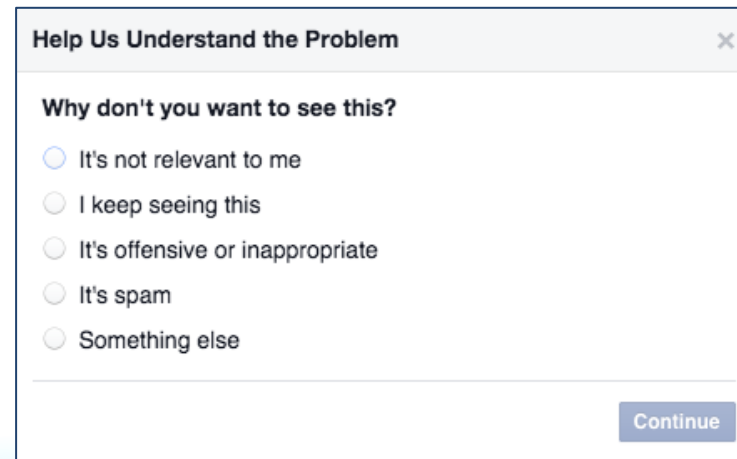 Help Us Understand the Problem ×
Why don't you want to see this?
It's not relevant to me
I keep seeing this
It's offensive or inappropriate
It's spam
Something else
Continue